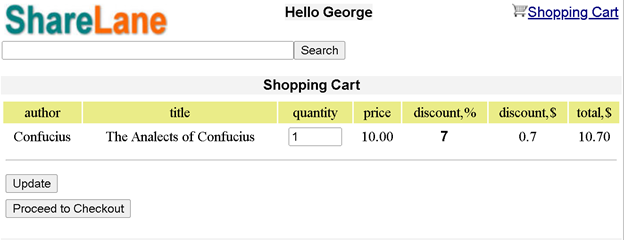 ShareLane
Hello George
Shopping Cart
Search
Shopping Cart
author title quantity price discount,% discount,$ total,$
Confucius The Analects of Confucius 1 10.00 7 0.7 10.70
Update
Proceed to Checkout